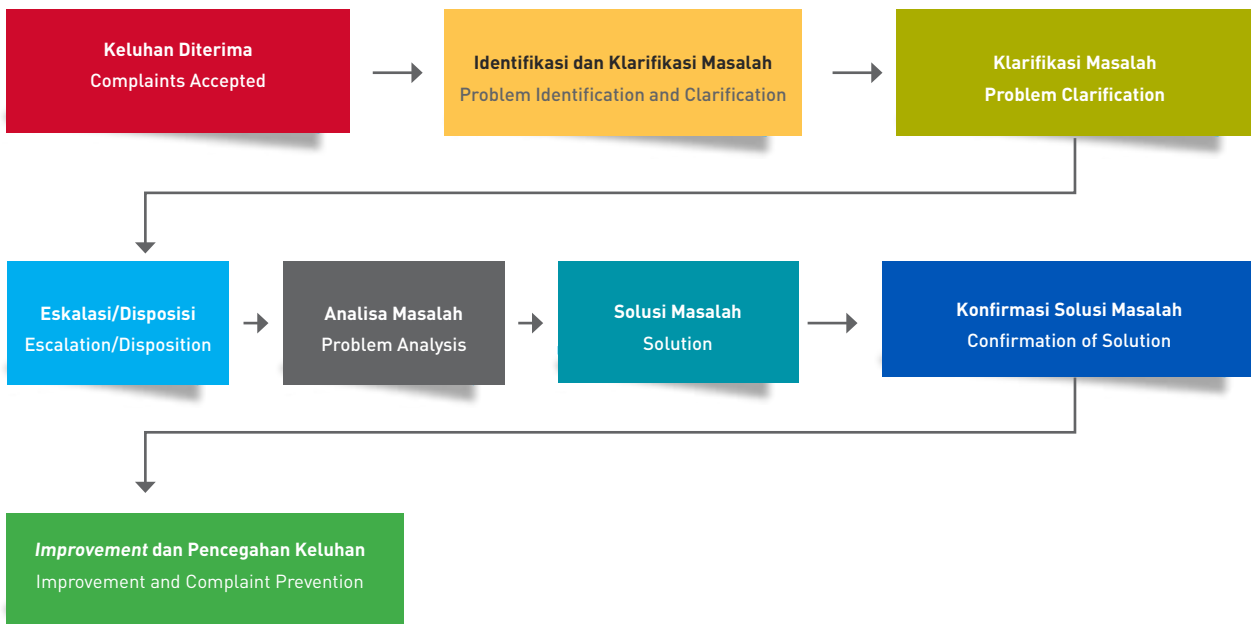 Keluhan Diterima
Complaints Accepted
Identifikasi dan Klarifikasi Masalah
Problem Identification and Clarification
Klarifikasi Masalah
Problem Clarification
Eskalasi/Disposisi
Escalation/Disposition
Analisa Masalah
Problem Analysis
Solusi Masalah
Solution
Konfirmasi Solusi Masalah
Confirmation of Solution
Improvement dan Pencegahan Keluhan
Improvement and Complaint Prevention